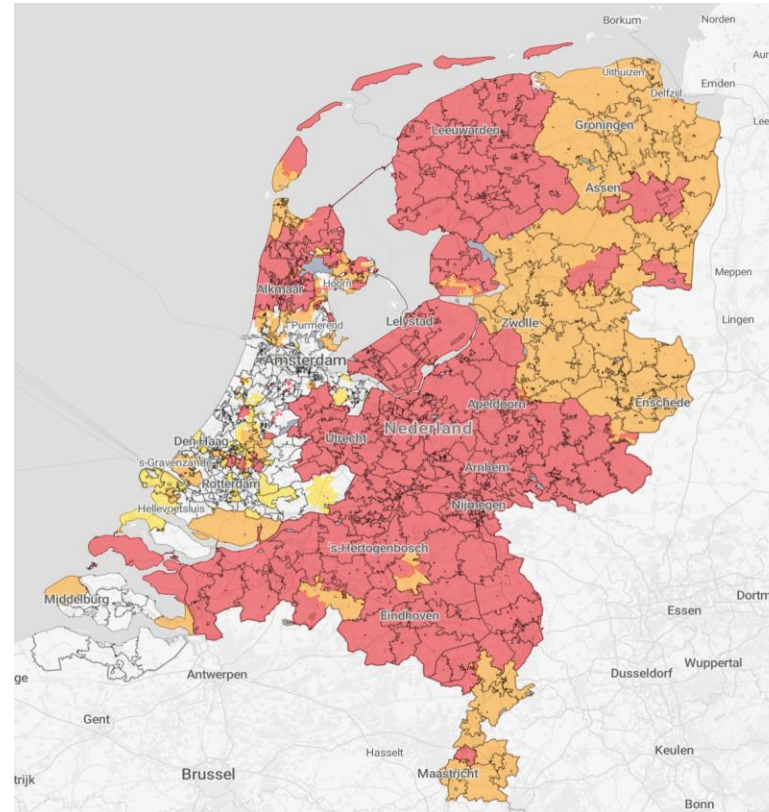 Borkum
Norden
Uithuizen
Emden
Delfzijl
Leeuwarden
Groningen
Assen
Meppen
Alkmaar
Hoorn
Lingen
Purmerend
Lelystad
Zwolle
Amsterdam
Enschede
Apeldoorn
Nederland
Utrecht
Den Haag
's-Gravenzande
Arnhem
Rotterdam
Nijmegen
Hellevoetsluis
's-Hertogenbosch
Middelburg
Essen
Eindhoven
Wuppertal
Dusseldorf
Antwerpen
Gent
Hasselt
Keulen
Maastricht
Brussel
trijk
Bonn